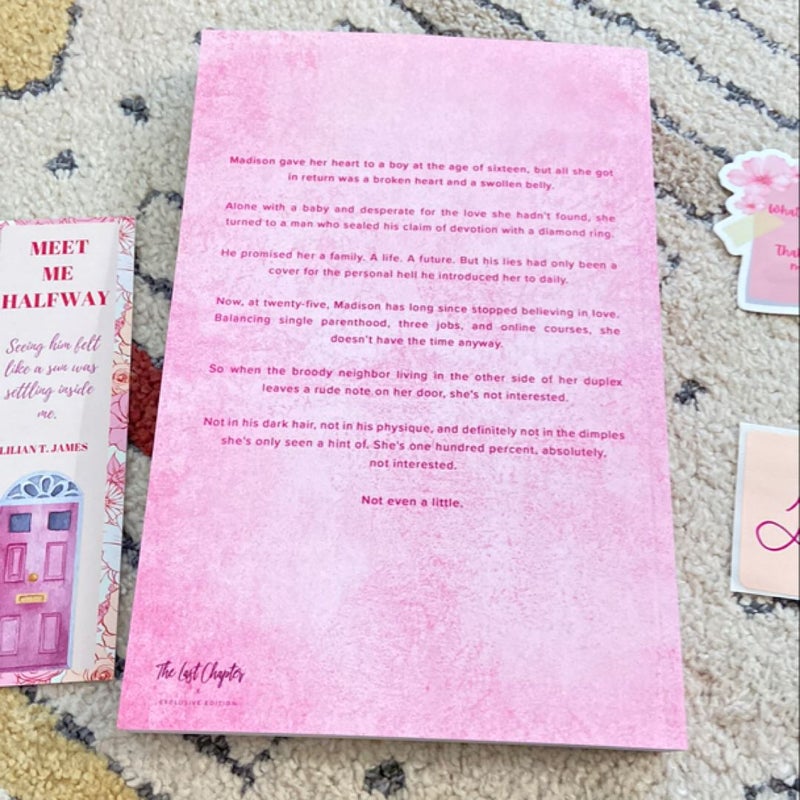 MEET
ME
HALFWAY
Seeing him felt
like a sun was
settling inside
me.
LILIAN T. JAMES
Madison gave her heart to a boy at the age of sixteen, but all she got
in return was a broken heart and a swollen belly.
Alone with a baby and desperate for the love she hadn't found, she
turned to a man who sealed his claim of devotion with a diamond ring.
He promised her a family. A life. A future. But his lies had only been a
cover for the personal hell he introduced her to daily.
Now, at twenty-five, Madison has long since stopped believing in love.
Balancing single parenthood, three jobs, and online courses, she
doesn't have the time anyway.
So when the broody neighbor living in the other side of her duplex
leaves a rude note on her door, she's not interested.
Not in his dark hair, not in his physique, and definitely not in the dimples
she's only seen a hint of. She's one hundred percent, absolutely,
not interested.
Not even a little.
The Last Chapter
x
EXCLUSIVE EDITION
What